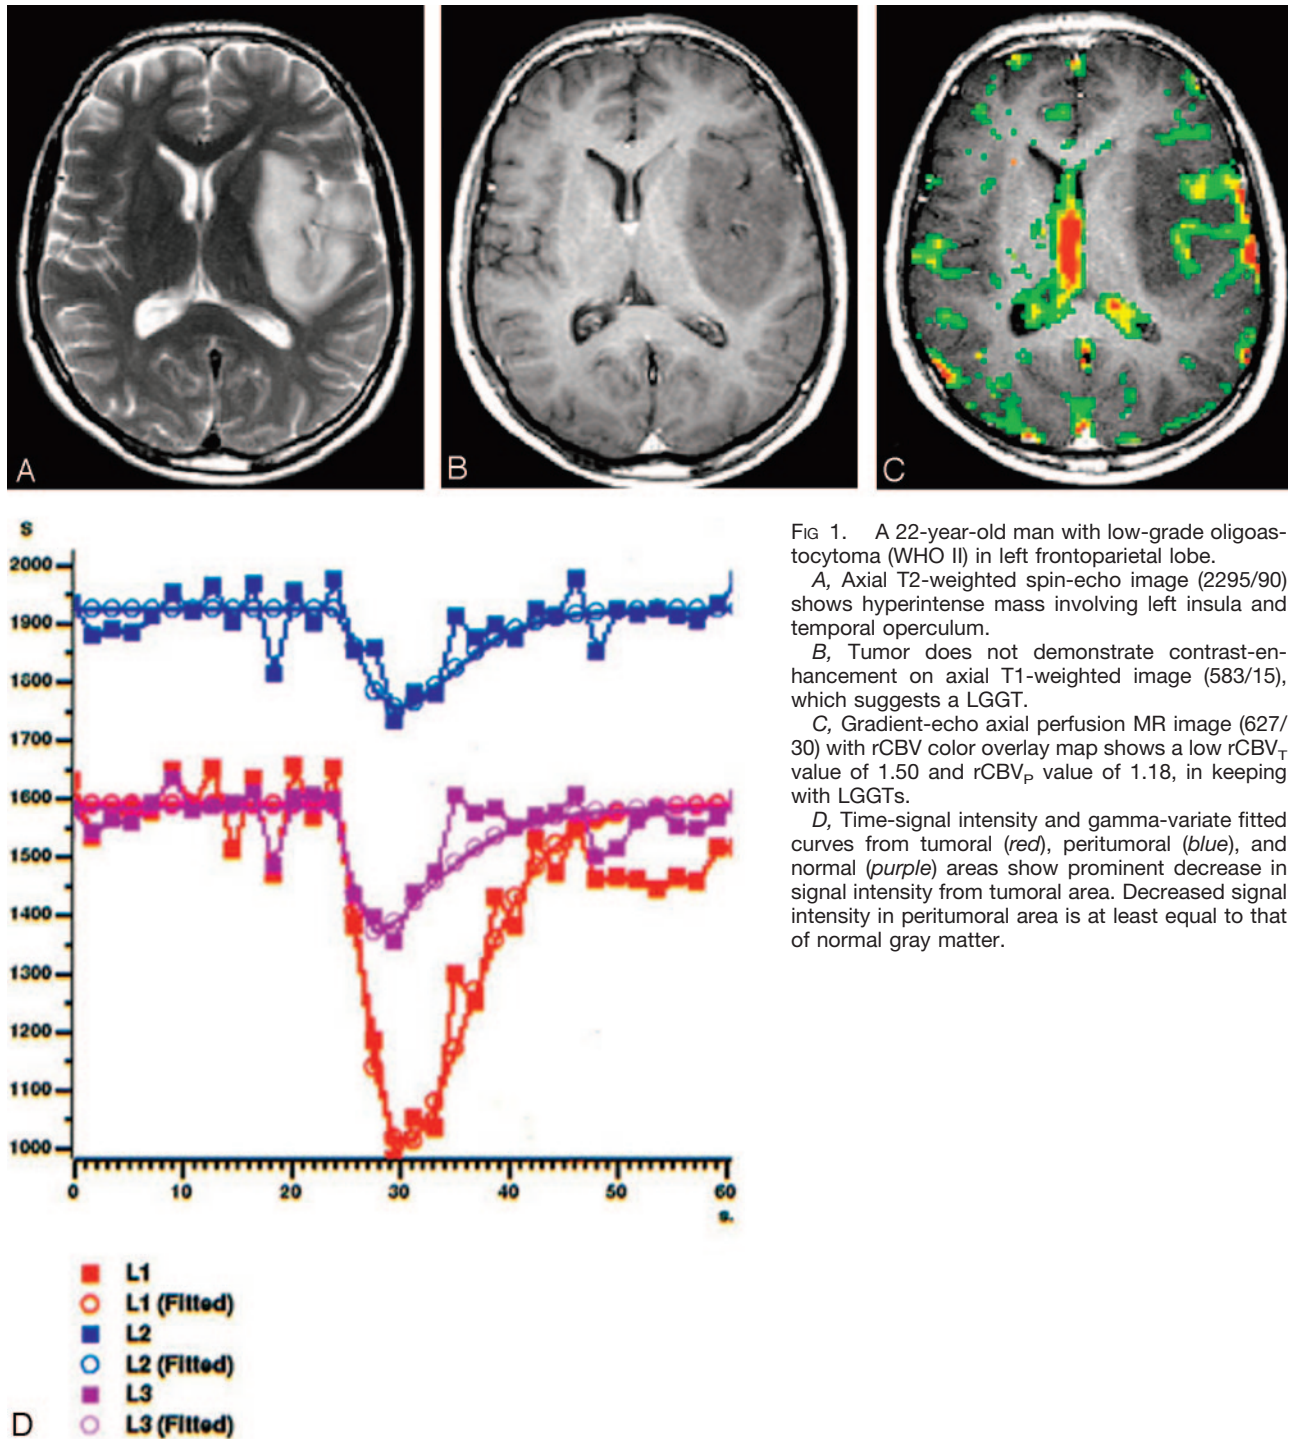 A
B
C
S
2000
1900
1800
1700
1600
1500
1400
1300
1200
1100
1000
0 10 20 30 40 50 60
s.
L1
L1 (Fitted)
L2
L2 (Fitted)
L3
L3 (Fitted)
D
FIG 1. A 22-year-old man with low-grade oligoas-
tocytoma (WHO II) in left frontoparietal lobe.
A, Axial T2-weighted spin-echo image (2295/90)
shows hyperintense mass involving left insula and
temporal operculum.
B, Tumor does not demonstrate contrast-en-
hancement on axial T1-weighted image (583/15),
which suggests a LGGT.
C, Gradient-echo axial perfusion MR image (627/
30) with rCBV color overlay map shows a low rCBVT
value of 1.50 and rCBVP value of 1.18, in keeping
with LGGTs.
D, Time-signal intensity and gamma-variate fitted
curves from tumoral (red), peritumoral (blue), and
normal (purple) areas show prominent decrease in
signal intensity from tumoral area. Decreased signal
intensity in peritumoral area is at least equal to that
of normal gray matter.